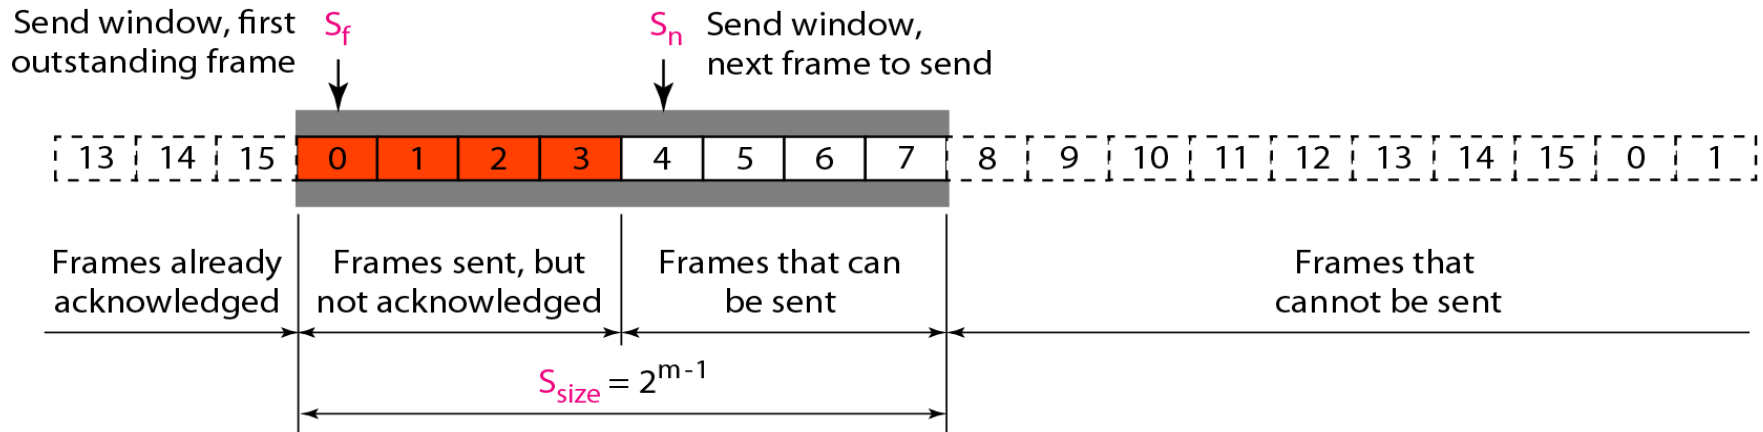 Send window, first
outstanding frame
Sf
Sn
Send window,
next frame to send
13 14 15 0 1 2 3 4 5 6 7 8 9 10 11 12 13 14 15 0 1
Frames already
acknowledged
Frames sent, but
not acknowledged
Frames that can
be sent
Frames that
cannot be sent
Ssize = 2^m-1